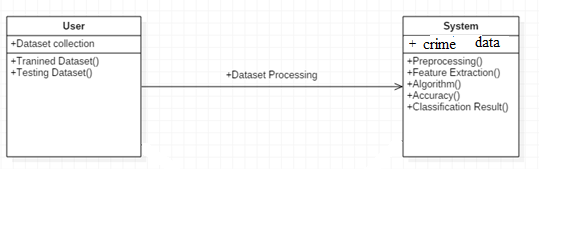 User
+Dataset collection
+Tranined Dataset()
+Testing Dataset()
+Dataset Processing
System
+ crime data
+Preprocessing()
+Feature Extraction()
+Algorithm()
+Accuracy()
+Classification Result()